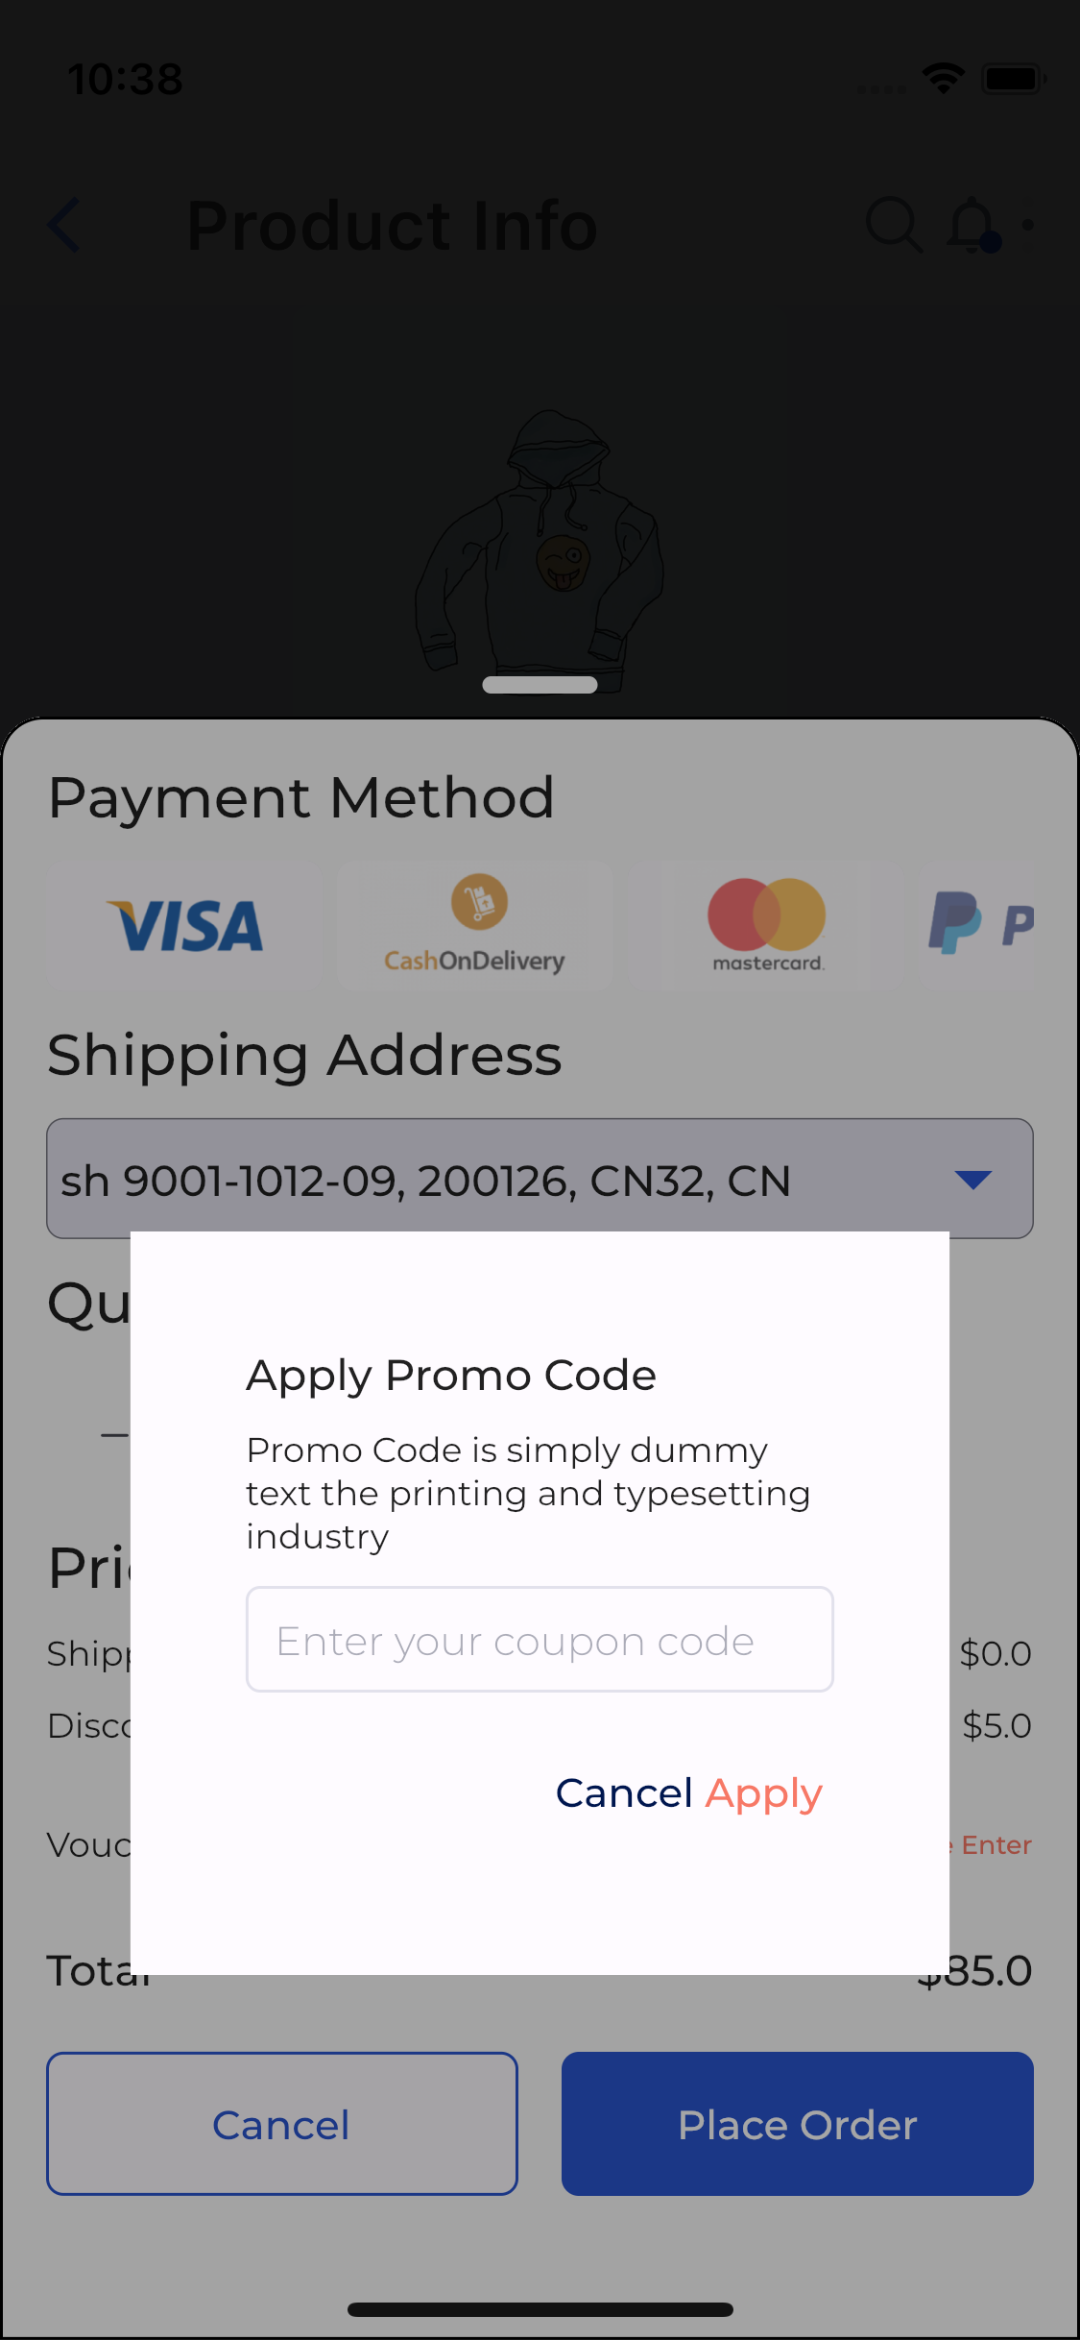 10:38
Product Info
Payment Method
VISA
CashOnDelivery
mastercard.
P
Shipping Address
sh 9001-1012-09, 200126, CN32, CN
Qu
Apply Promo Code
Promo Code is simply dummy
text the printing and typesetting
industry
Enter your coupon code
Cancel Apply
Pri
Shipp
$0.0
Disco
$5.0
Vouc
Enter
Total
$85.0
Cancel
Place Order